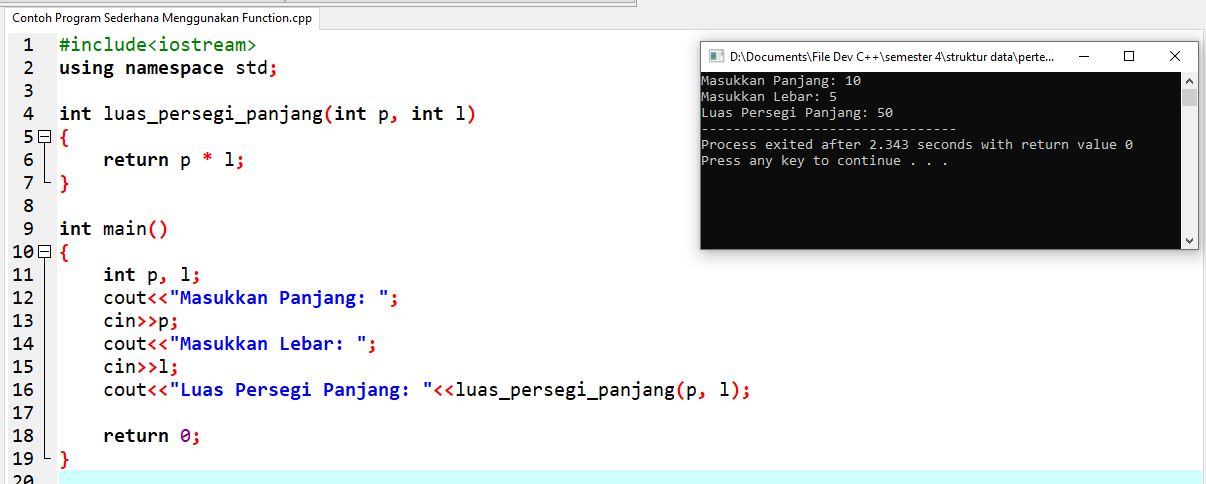 Contoh Program Sederhana Menggunakan Function.cpp
1 #include<iostream>
2 using namespace std;
3
4 int luas_persegi_panjang(int p, int l)
5 {
6 return p * l;
7 }
8
9 int main()
10 {
11 int p, l;
12 cout<<"Masukkan Panjang: ";
13 cin>>p;
14 cout<<"Masukkan Lebar: ";
15 cin>>l;
16 cout<<"Luas Persegi Panjang: "<<luas_persegi_panjang(p, l);
17
18 return 0;
19 }
20
D:\Documents\File Dev C++\semester 4\struktur data\perte...
Masukkan Panjang: 10
Masukkan Lebar: 5
Luas Persegi Panjang: 50
--------------------------------
Process exited after 2.343 seconds with return value 0
Press any key to continue . . .